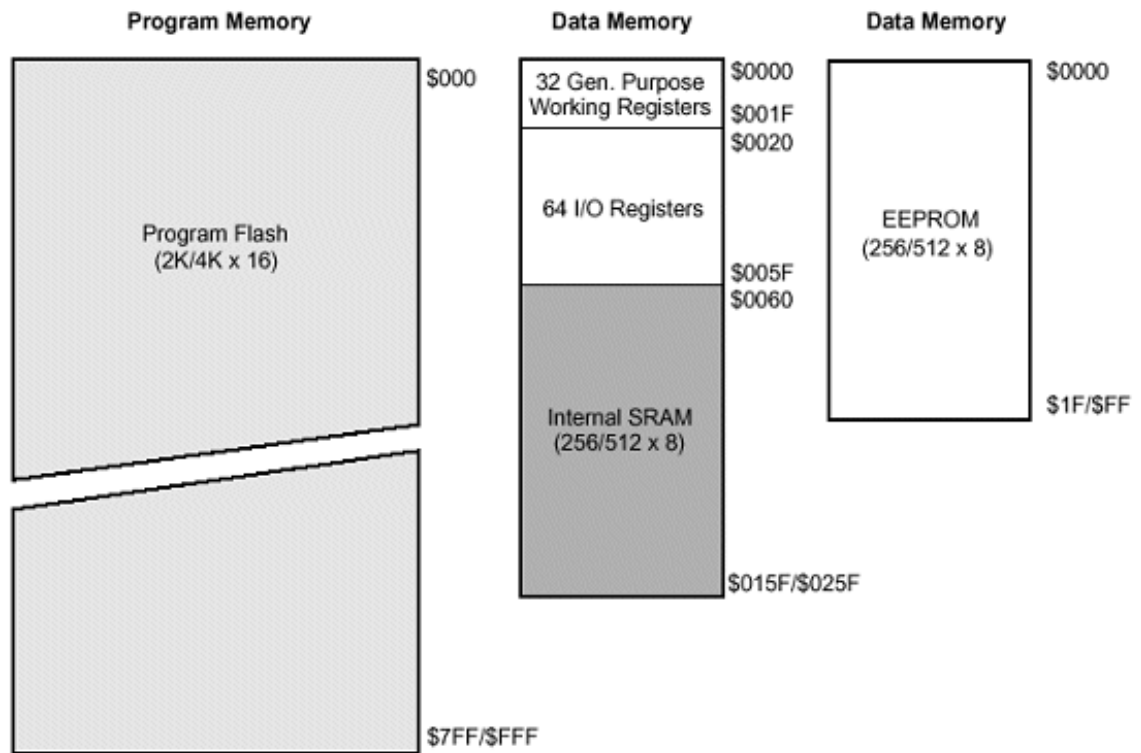 Program Memory
$000
Program Flash
(2K/4K x 16)
$7FF/$FFF
Data Memory
32 Gen. Purpose
Working Registers
$0000
$001F
$0020
64 I/O Registers
$005F
$0060
Internal SRAM
(256/512 x 8)
$015F/$025F
Data Memory
$0000
EEPROM
(256/512 x 8)
$1F/$FF